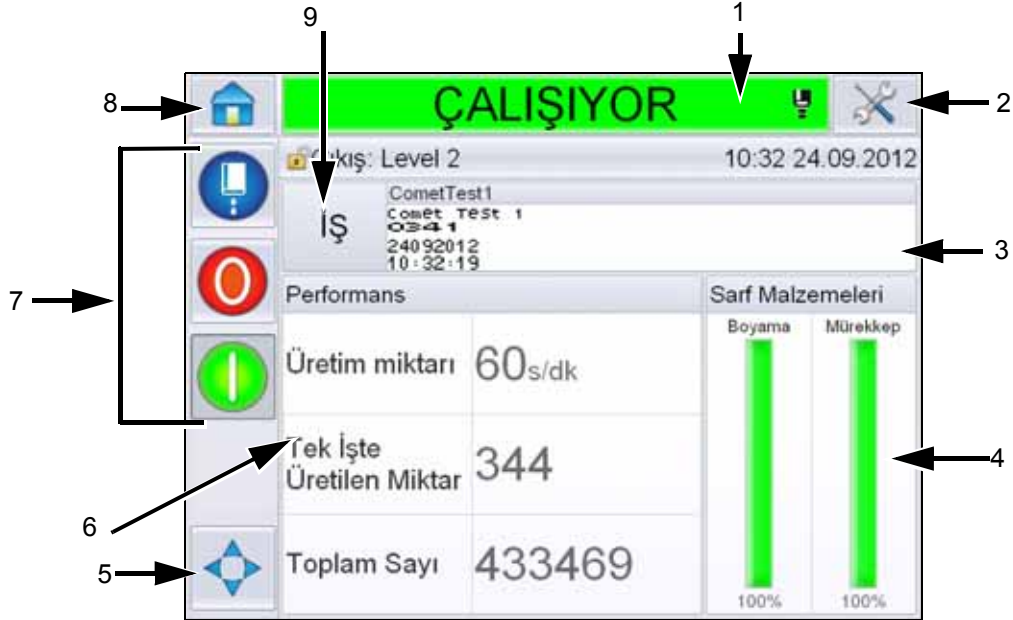 9
1
8
ÇALIŞIYOR
2
Level 2
10:32 24.09.2012
İŞ
CometTest1
Comet Test 1
0341
24092012
10:32:19
3
7
Performans
Sarf Malzemeleri
Boyama
Mürekkep
Üretim miktarı
60s/dk
Tek İşte
Üretilen Miktar
344
4
6
5
Toplam Sayı
433469
100%
100%